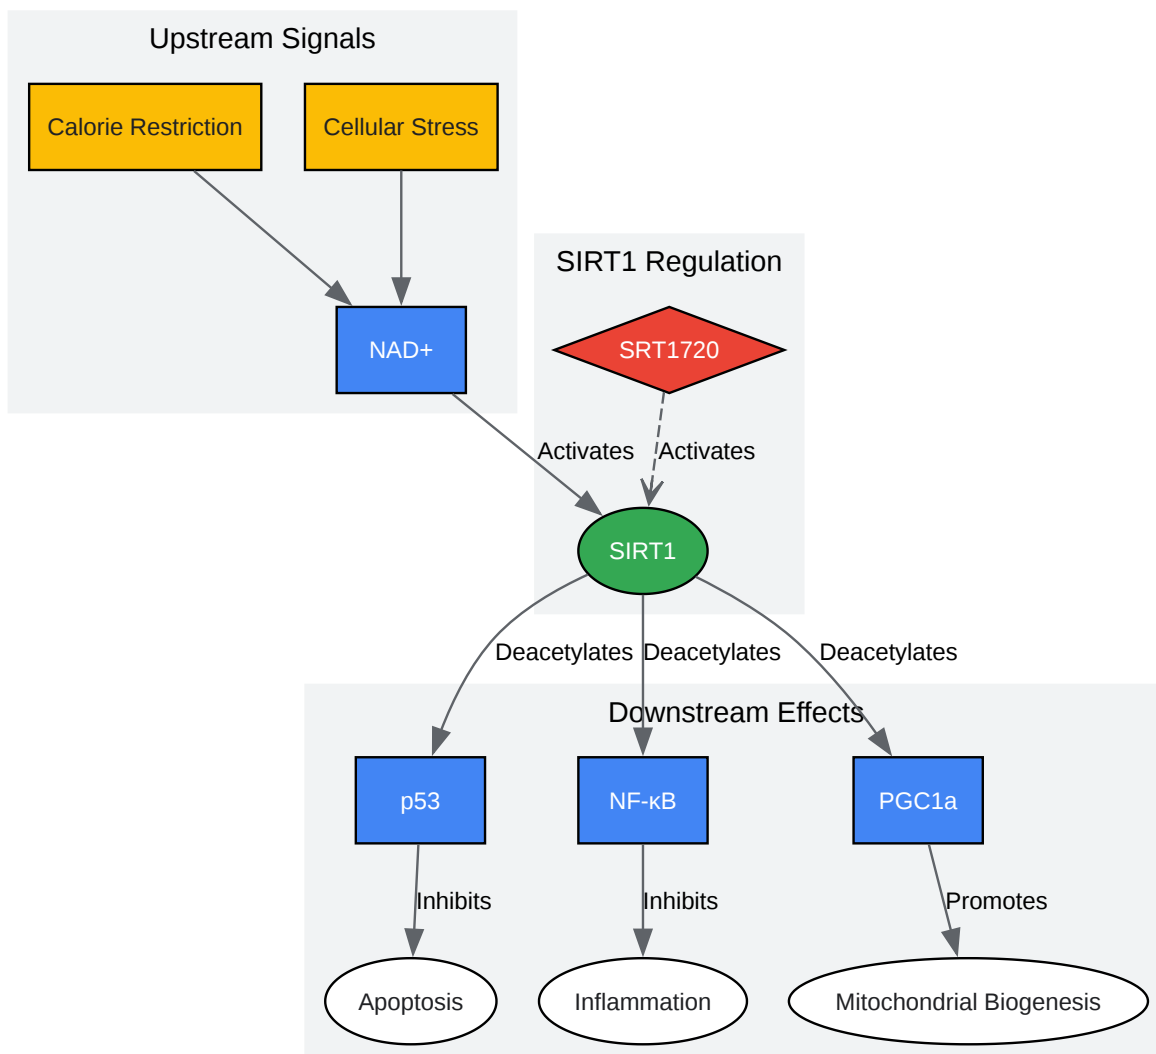 Upstream Signals
Calorie Restriction
Cellular Stress
NAD+
SIRT1 Regulation
SRT1720
Activates
Activates
SIRT1
Deacetylates
Deacetylates
Deacetylates
Downstream Effects
p53
NF-κB
PGC1a
Inhibits
Inhibits
Promotes
Apoptosis
Inflammation
Mitochondrial Biogenesis